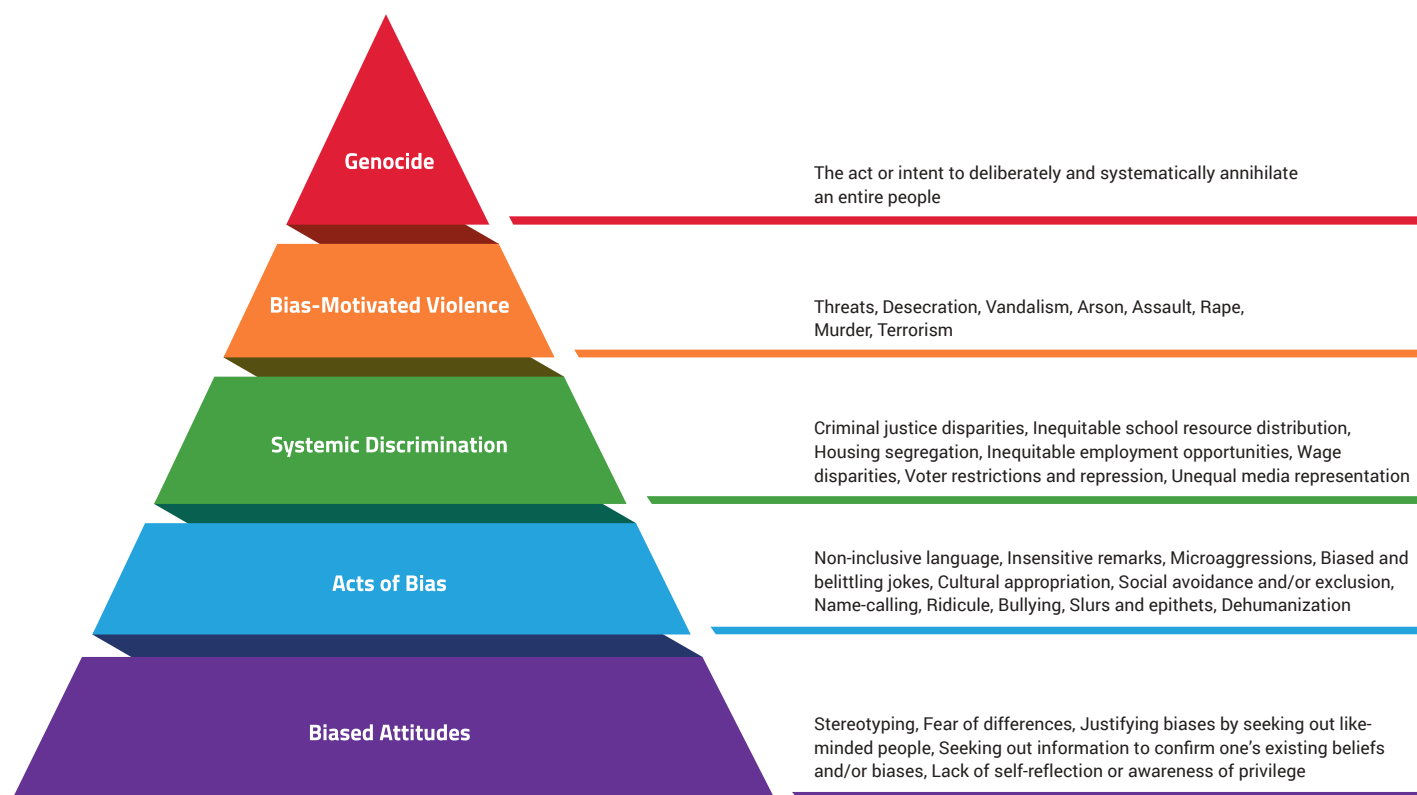 Genocide
The act or intent to deliberately and systematically annihilate
an entire people
Bias-Motivated Violence
Threats, Desecration, Vandalism, Arson, Assault, Rape,
Murder, Terrorism
Systemic Discrimination
Criminal justice disparities, Inequitable school resource distribution,
Housing segregation, Inequitable employment opportunities, Wage
disparities, Voter restrictions and repression, Unequal media representation
Acts of Bias
Non-inclusive language, Insensitive remarks, Microaggressions, Biased and
belittling jokes, Cultural appropriation, Social avoidance and/or exclusion,
Name-calling, Ridicule, Bullying, Slurs and epithets, Dehumanization
Biased Attitudes
Stereotyping, Fear of differences, Justifying biases by seeking out like-
minded people, Seeking out information to confirm one’s existing beliefs
and/or biases, Lack of self-reflection or awareness of privilege